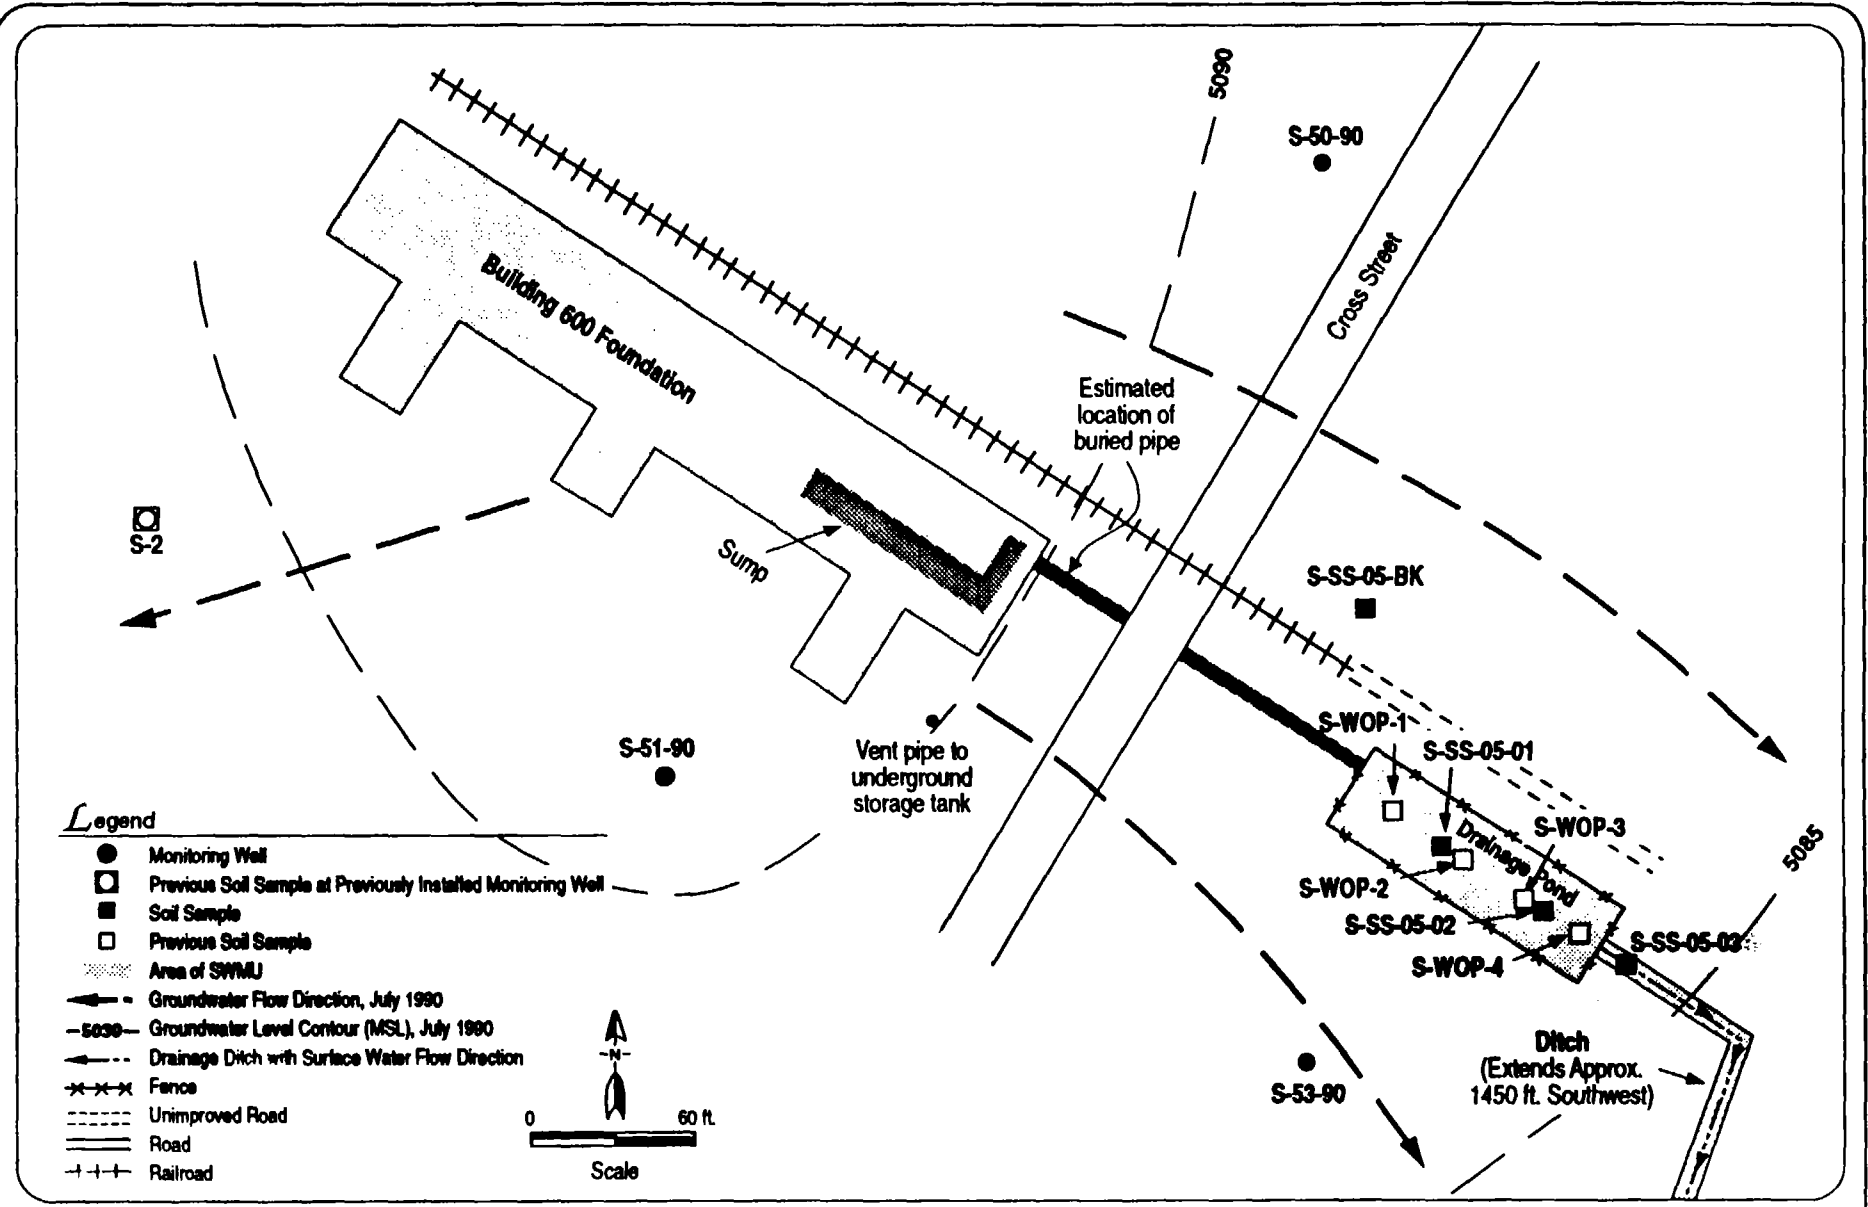 5090
S-50-90
Cross Street
Building 600 Foundation
Estimated
location of
buried pipe
S-2
Sump
S-SS-05-BK
S-WOP-1
S-SS-05-01
S-51-90
Vent pipe to
underground
storage tank
S-WOP-3
Drainage Pond
5085
S-WOP-2
S-SS-05-02
S-SS-05-03
S-WOP-4
Ditch
(Extends Approx.
1450 ft. Southwest)
S-53-90
Legend
Monitoring Well
Previous Soil Sample at Previously Installed Monitoring Well
Soil Sample
Previous Soil Sample
Area of SWMU
Groundwater Flow Direction, July 1990
-5030- Groundwater Level Contour (MSL), July 1990
Drainage Ditch with Surface Water Flow Direction
Fence
Unimproved Road
Road
Railroad
-N-
0 60 ft.
Scale